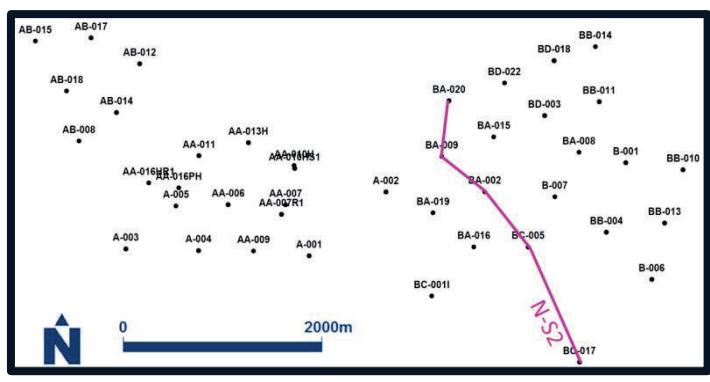 AB-015
AB-017
BB-014
AB-012
BD-018
BD-022
AB-018
BA-020
BB-011
AB-014
BD-003
AB-008
AA-013H
BA-015
AA-011
AA-010H
AA-010HS1
BA-009
BA-008
B-001
BB-010
AA-016HR1
AA-016PH
A-005
AA-006
AA-007
AA-007R1
A-002
BA-002
B-007
BA-019
BB-004
BB-013
A-003
A-004
AA-009
A-001
BA-016
BC-005
B-006
BC-001I
N-S2
0
2000m
N
BC-017